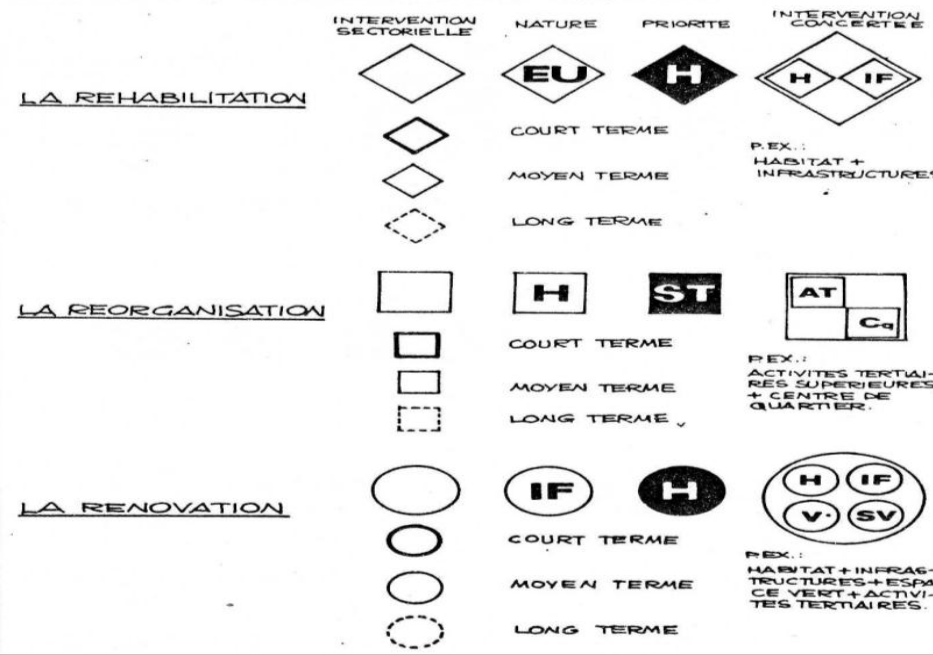 INTERVENTION SECTORIELLE
NATURE
PRIORITE
INTERVENTION CONCERTEE
LA REHABILITATION
EU
H
H
IF
COURT TERME
P.EX.:
HABITAT +
INFRASTRUCTURES
MOYEN TERME
LONG TERME
LA REORGANISATION
H
ST
AT
Cq
COURT TERME
P.EX.:
ACTIVITES TERTIAI-
RES SUPERIEURES
+ CENTRE DE
QUARTIER.
MOYEN TERME
LONG TERME
LA RENOVATION
IF
H
H
IF
V.
SV
COURT TERME
P.EX.:
HABITAT+INFRAS-
TRUCTURES+ESPA
CE VERT+ACTIVI-
TES TERTIAIRES.
MOYEN TERME
LONG TERME